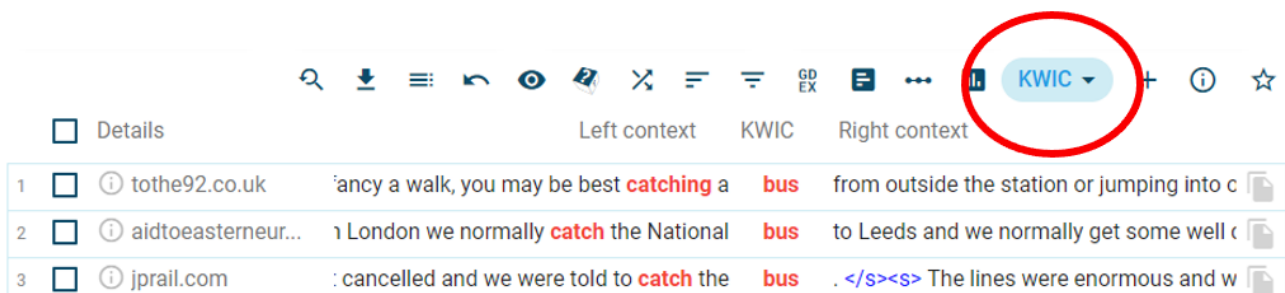 GD EX KWIC
Details Left context KWIC Right context
1 tothe92.co.uk fancy a walk, you may be best catching a bus from outside the station or jumping into
2 aidtoeasterneur... London we normally catch the National bus to Leeds and we normally get some well
3 jprail.com cancelled and we were told to catch the bus . </s><s> The lines were enormous and w